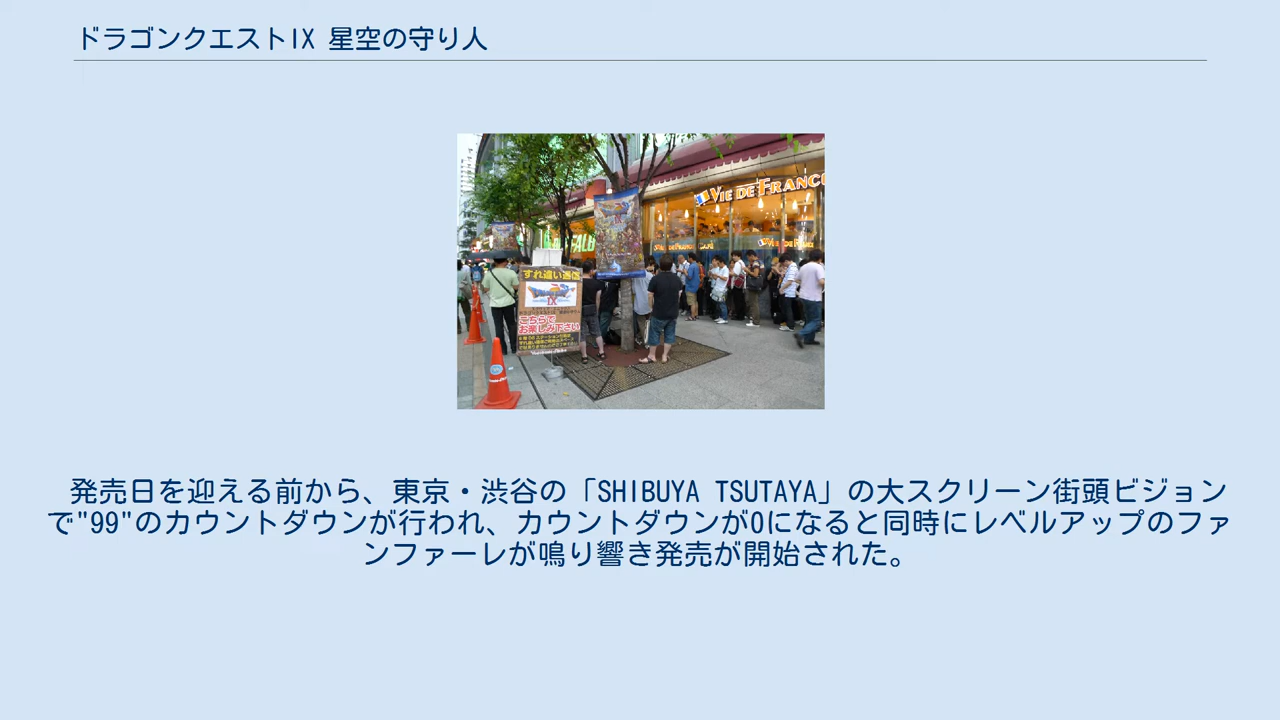 ドラゴンクエストIX 星空の守り人
VIE DE FRANCE
すれ違い通信
IX
こちらで
お楽しみ下さい
発売日を迎える前から、東京・渋谷の「SHIBUYA TSUTAYA」の大スクリーン街頭ビジョン
で"99"のカウントダウンが行われ、カウントダウンが0になると同時にレベルアップのファ
ンファーレが鳴り響き発売が開始された。